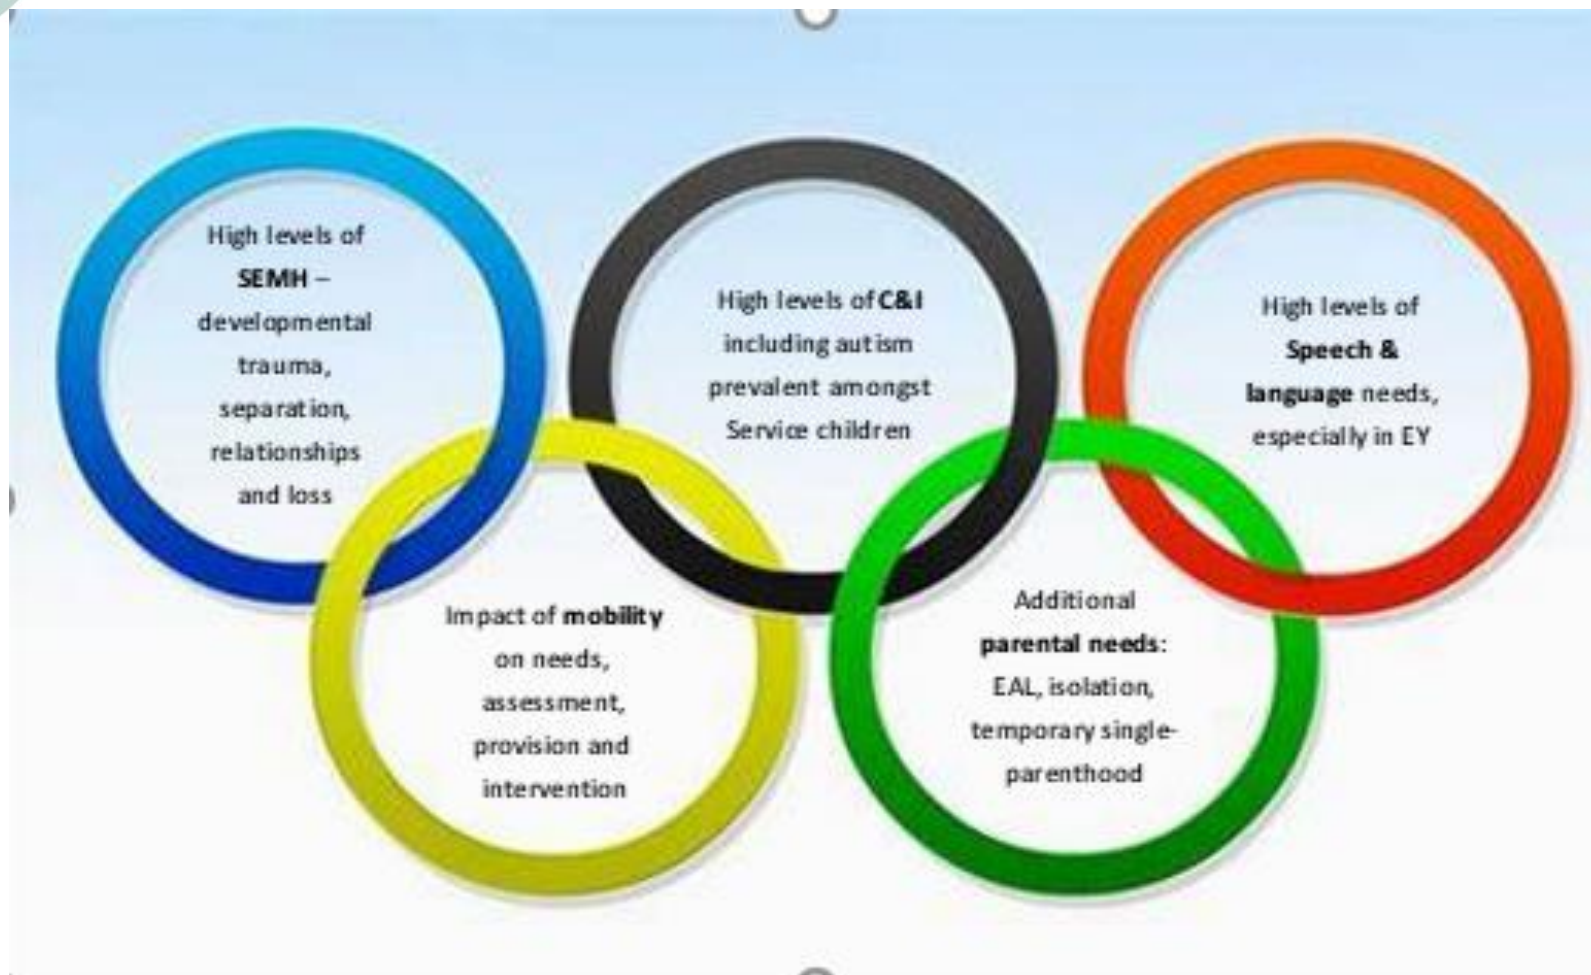 High levels of
SEMH –
developmental
trauma,
separation,
relationships
and loss
High levels of C&I
including autism
prevalent amongst
Service children
High levels of
Speech &
language needs,
especially in EY
Impact of mobility
on needs,
assessment,
provision and
intervention
Additional
parental needs:
EAL, isolation,
temporary single-
parenthood